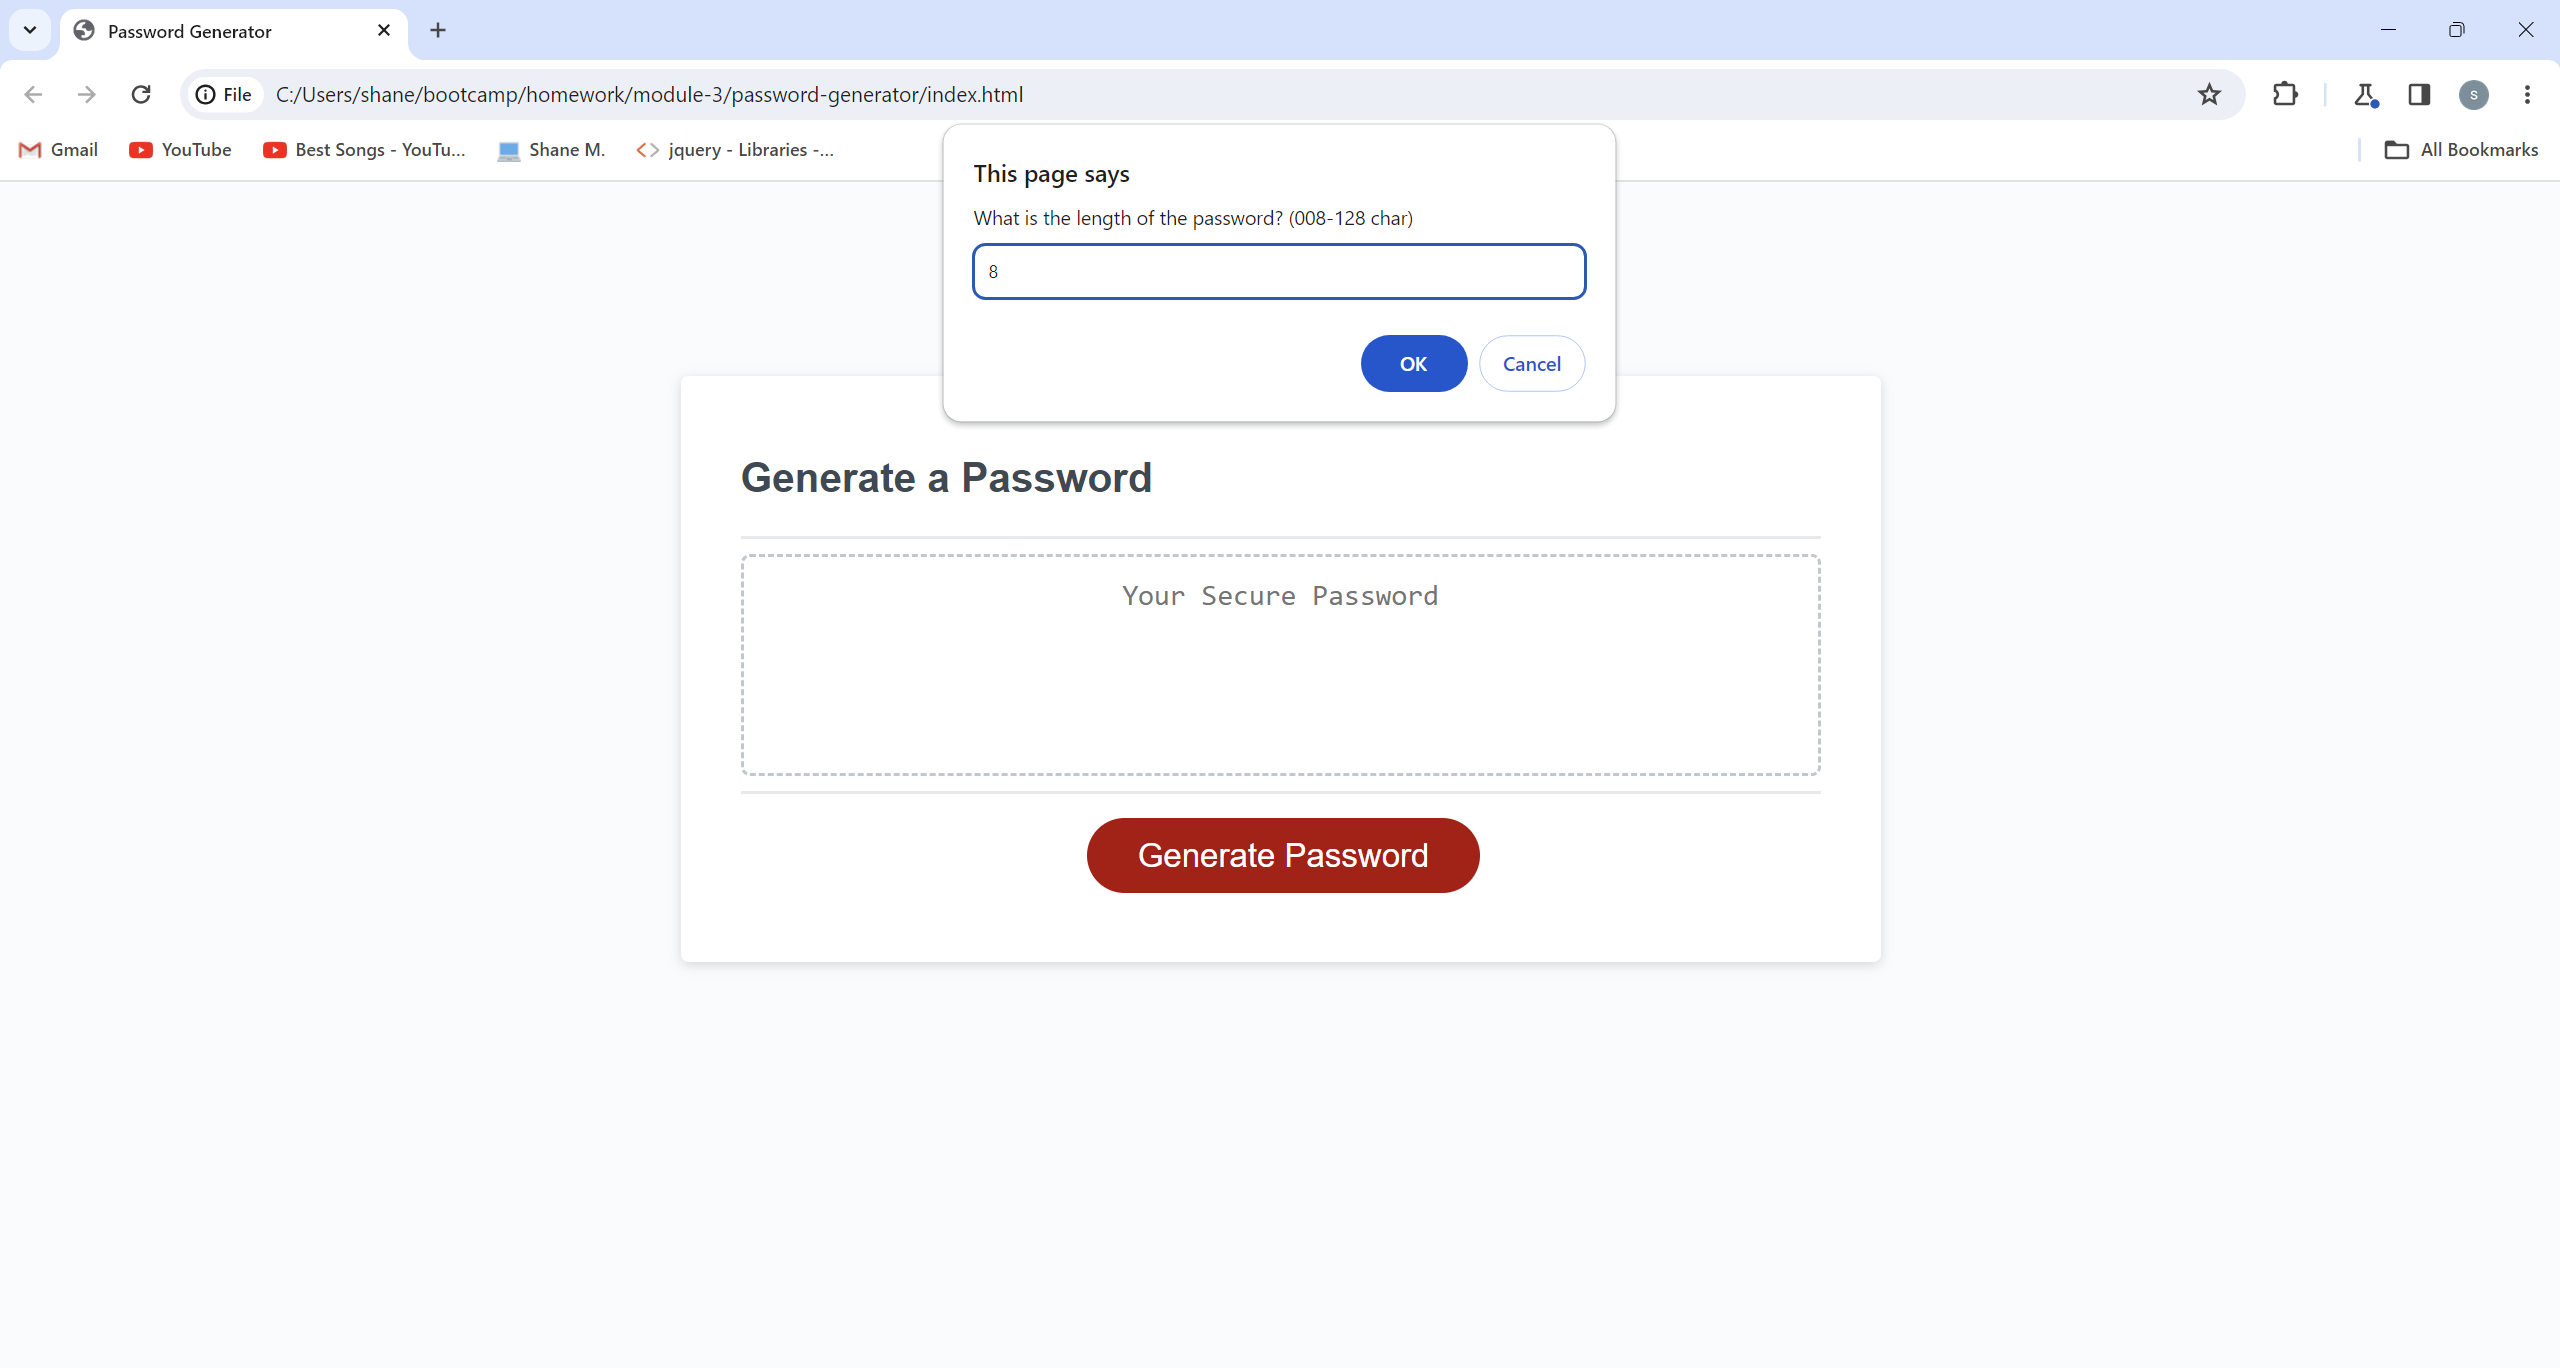 Password Generator
File C:/Users/shane/bootcamp/homework/module-3/password-generator/index.html
S
Gmail YouTube Best Songs - YouTu... Shane M. jquery - Libraries -... All Bookmarks
This page says
What is the length of the password? (008-128 char)
8
OK Cancel
Generate a Password
Your Secure Password
Generate Password